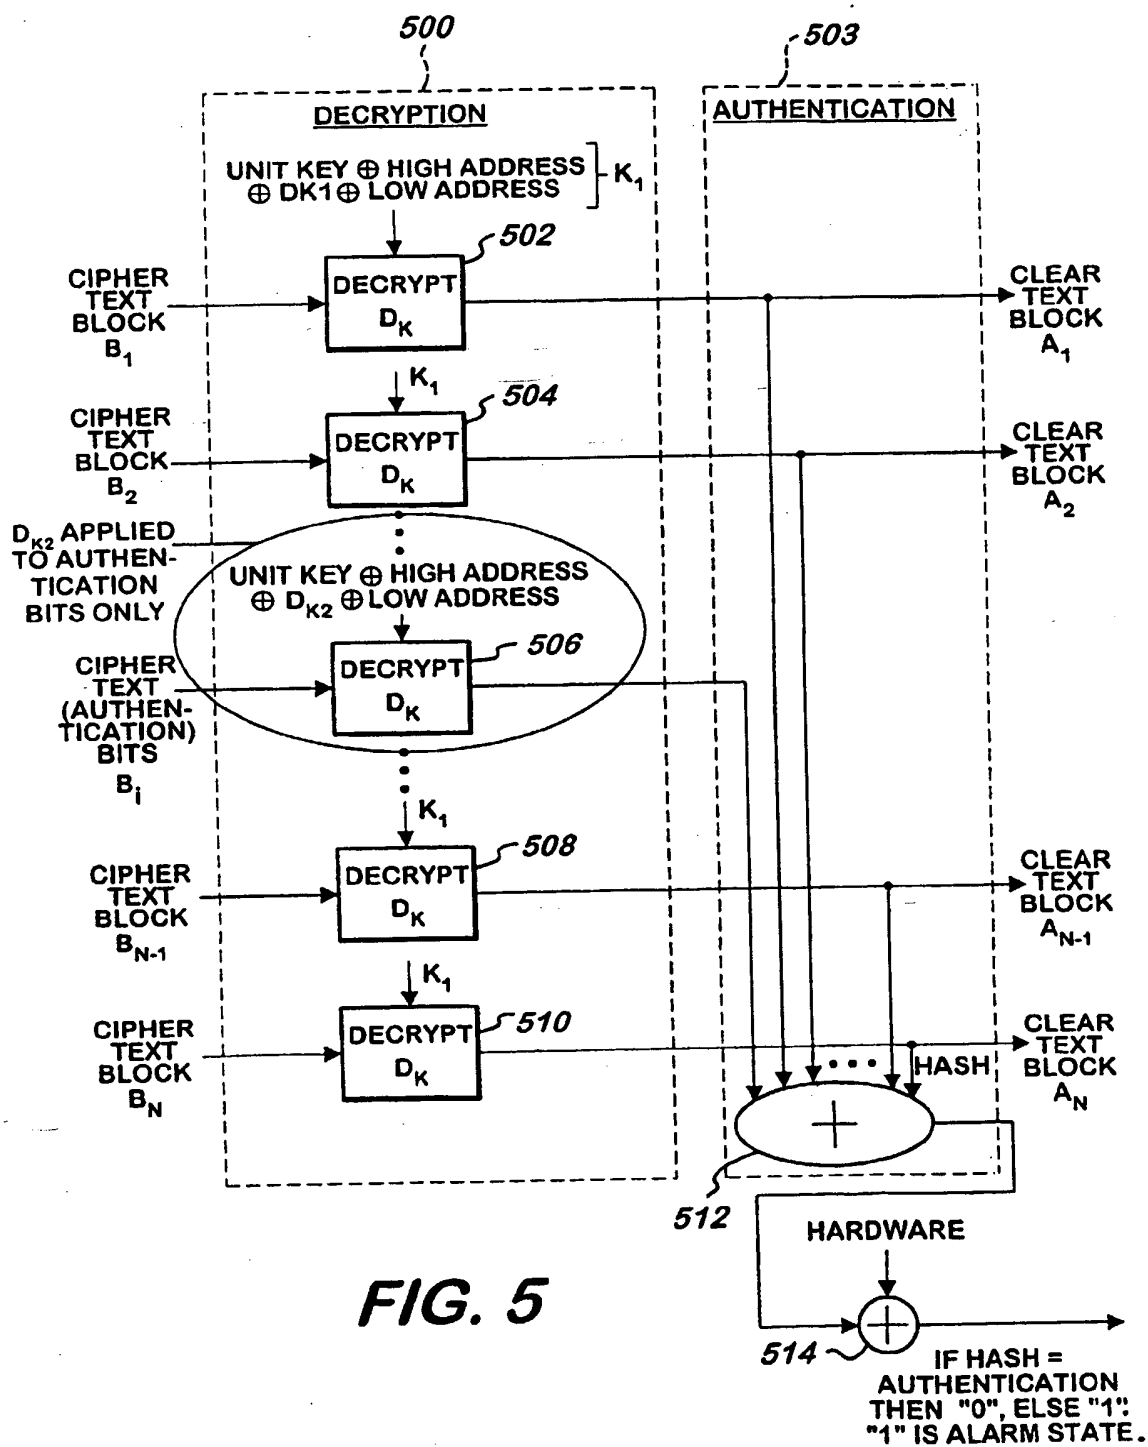 500
503
DECRYPTION
AUTHENTICATION
UNIT KEY ⊕ HIGH ADDRESS
⊕ DK1 ⊕ LOW ADDRESS
K1
502
CIPHER
TEXT
BLOCK
B1
DECRYPT
DK
CLEAR
TEXT
BLOCK
A1
K1
504
CIPHER
TEXT
BLOCK
B2
DECRYPT
DK
CLEAR
TEXT
BLOCK
A2
DK2 APPLIED
TO AUTHEN-
TICATION
BITS ONLY
UNIT KEY ⊕ HIGH ADDRESS
⊕ DK2 ⊕ LOW ADDRESS
506
CIPHER
TEXT
(AUTHEN-
TICATION)
BITS
Bi
DECRYPT
DK
K1
508
CIPHER
TEXT
BLOCK
BN-1
DECRYPT
DK
CLEAR
TEXT
BLOCK
AN-1
K1
510
CIPHER
TEXT
BLOCK
BN
DECRYPT
DK
CLEAR
TEXT
BLOCK
AN
HASH
512
HARDWARE
514
FIG. 5
IF HASH =
AUTHENTICATION
THEN "0", ELSE "1".
"1" IS ALARM STATE.